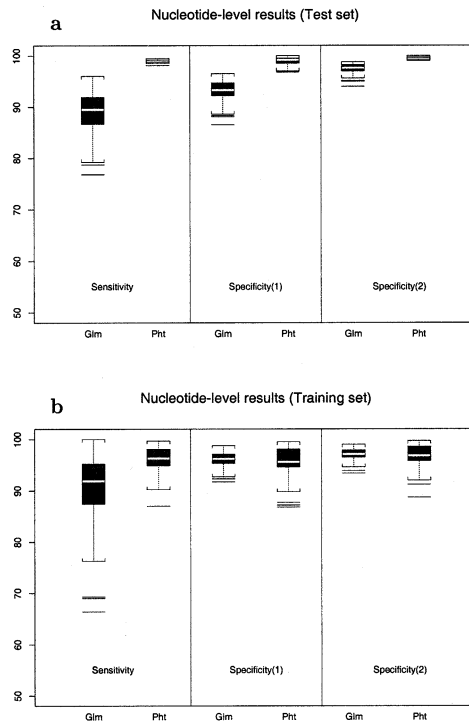 a
Nucleotide-level results (Test set)
100
90
80
70
60
50
Sensitivity
Specificity(1)
Specificity(2)
Glm Pht Glm Pht Glm Pht
b
Nucleotide-level results (Training set)
100
90
80
70
60
50
Sensitivity
Specificity(1)
Specificity(2)
Glm Pht Glm Pht Glm Pht